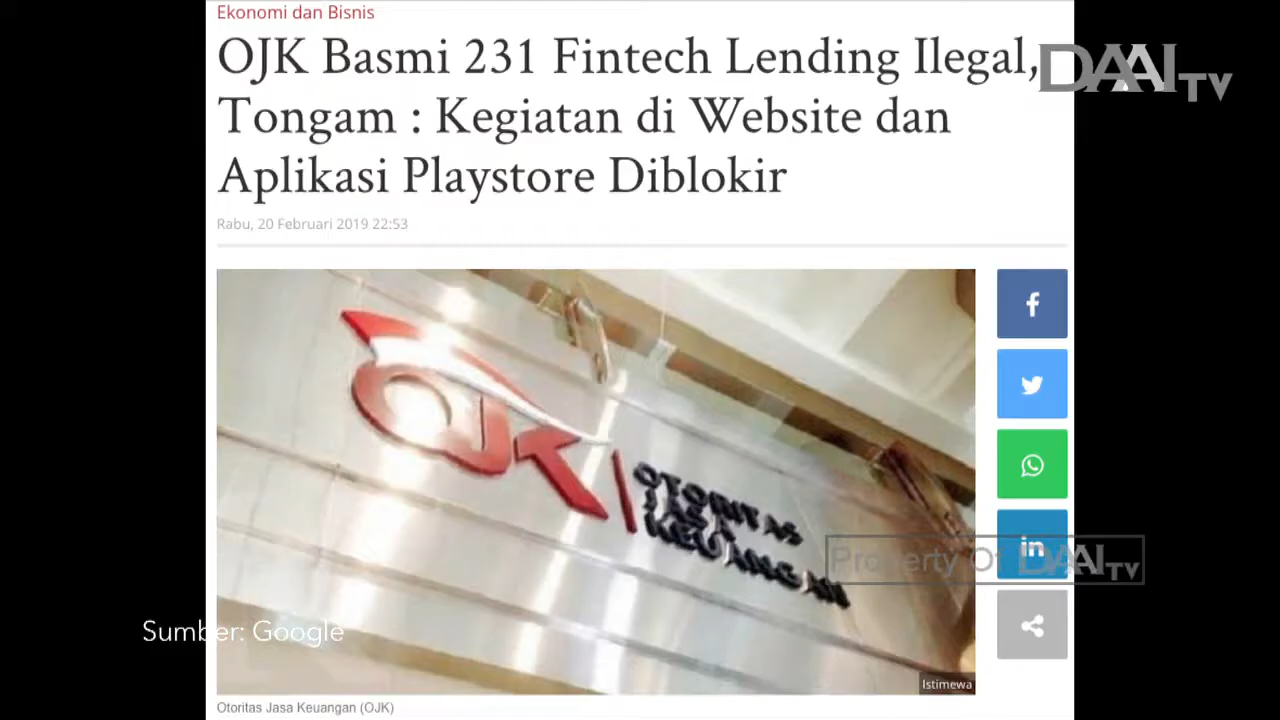 Ekonomi dan Bisnis
OJK Basmi 231 Fintech Lending Ilegal,
Tongam : Kegiatan di Website dan
Aplikasi Playstore Diblokir
DAAI TV
Rabu, 20 Februari 2019 22:53
OJK
OTORITAS
JASA
KEUANGAN
f
in
Property Of DAAI TV
Sumber: Google
Istimewa
Otoritas Jasa Keuangan (OJK)